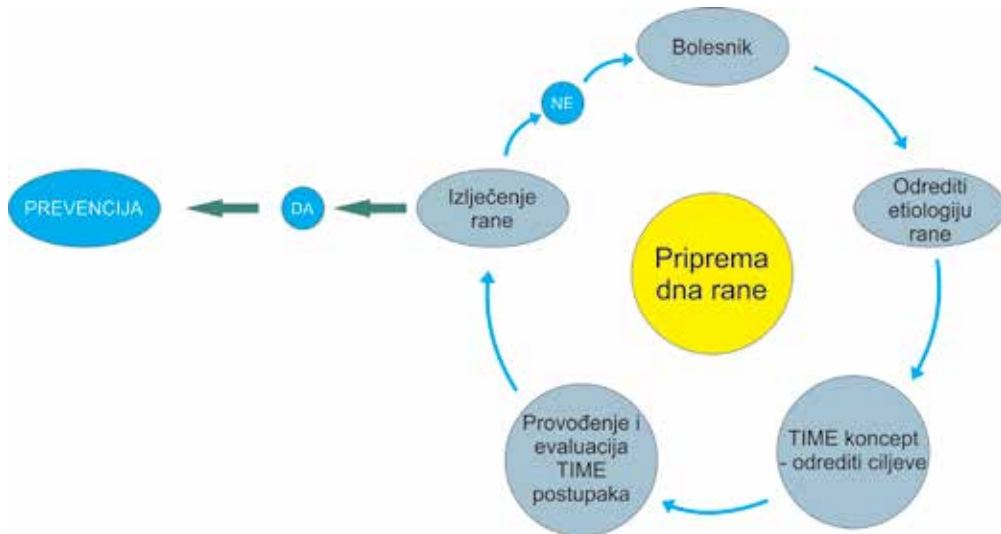 Bolesnik
NE
Izlječenje
rane
DA
PREVENCIJA
Odrediti
etiologiju
rane
Priprema
dna rane
TIME koncept
- odrediti ciljeve
Provođenje i
evaluacija
TIME
postupaka